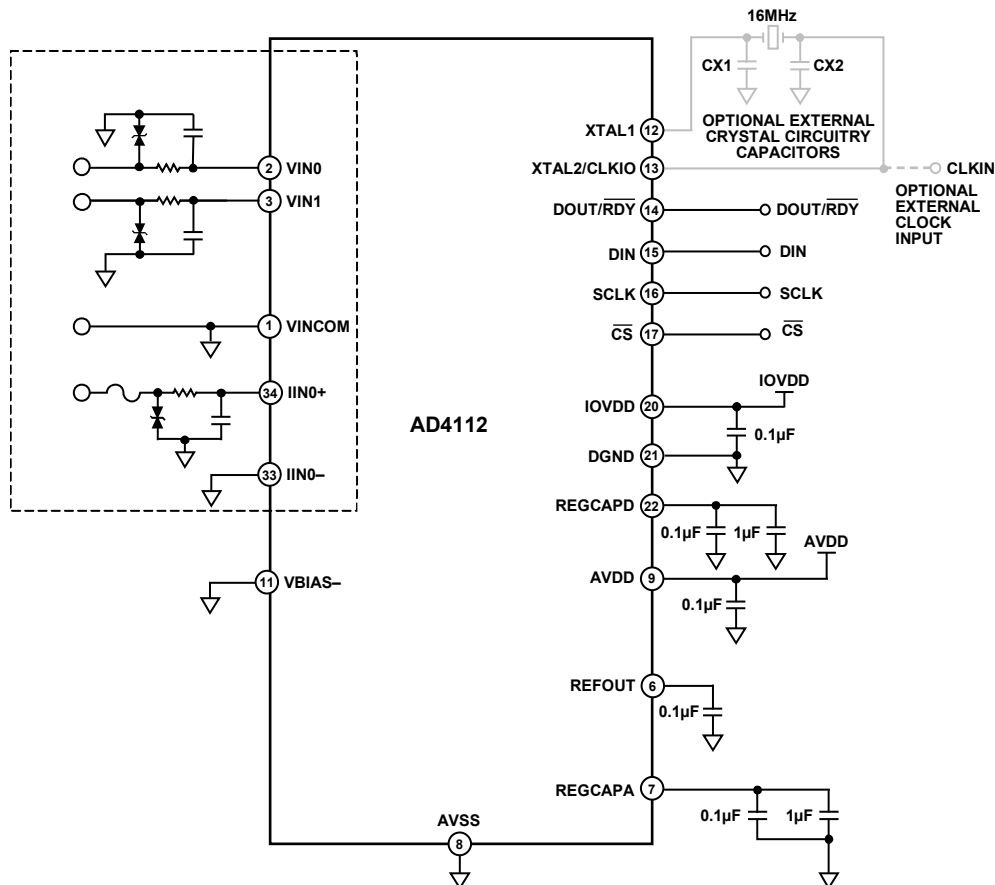 16MHz
CX1
CX2
OPTIONAL EXTERNAL
CRYSTAL CIRCUITRY
CAPACITORS
XTAL1
12
XTAL2/CLKIO
13
CLKIN
OPTIONAL
EXTERNAL
CLOCK
INPUT
DOUT/RDY
14
DOUT/RDY
DIN
15
DIN
SCLK
16
SCLK
CS
17
CS
2
VIN0
3
VIN1
1
VINCOM
34
IIN0+
33
IIN0–
11
VBIAS–
AD4112
IOVDD
20
IOVDD
0.1µF
DGND
21
REGCAPD
22
0.1µF
1µF
AVDD
9
AVDD
0.1µF
REFOUT
6
0.1µF
REGCAPA
7
0.1µF
1µF
AVSS
8